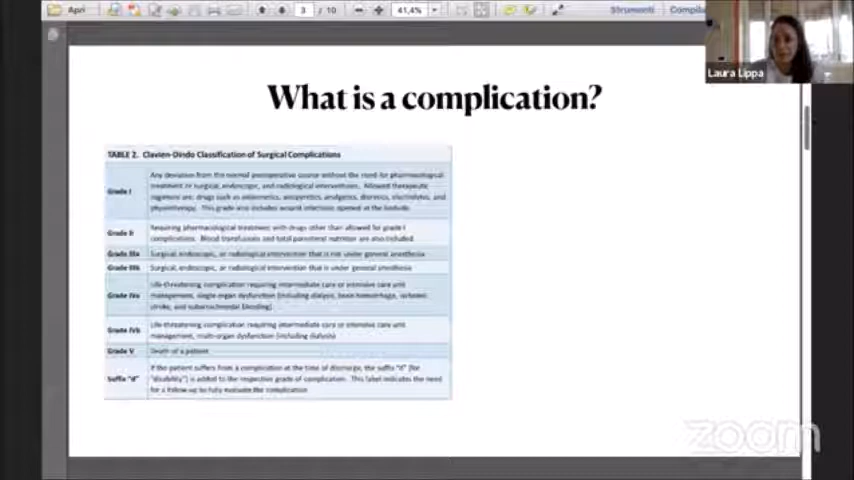 Apri
3 / 10
41,4%
Strumenti
Laura Lippa
What is a complication?
TABLE 2. Clavien-Dindo Classification of Surgical Complications
Grade I
Any deviation from the normal postoperative course without the need for pharmacological
treatment or surgical, endoscopic, and radiological interventions. Allowed therapeutic
regimens are: drugs such as antiemetics, antipyretics, analgesics, diuretics, electrolytes, and
physiotherapy. This grade also includes wound infections opened at the bedside.
Grade II
Requiring pharmacological treatment with drugs other than allowed for grade I
complications. Blood transfusions and total parenteral nutrition are also included
Grade IIIa
Surgical, endoscopic, or radiological intervention that is not under general anesthesia
Grade IIIb
Surgical, endoscopic, or radiological intervention that is under general anesthesia
Grade IVa
Life-threatening complication requiring intermediate care or intensive care unit
management, single organ dysfunction (including dialysis, brain hemorrhage, ischemic
stroke, and subarachnoidal bleeding)
Grade IVb
Life-threatening complication requiring intermediate care or intensive care unit
management, multi-organ dysfunction (including dialysis)
Grade V
Death of a patient
Suffix "d"
If the patient suffers from a complication at the time of discharge, the suffix "d" (for
"disability") is added to the respective grade of complication. This label indicates the need
for a follow-up to fully evaluate the complication
zoom